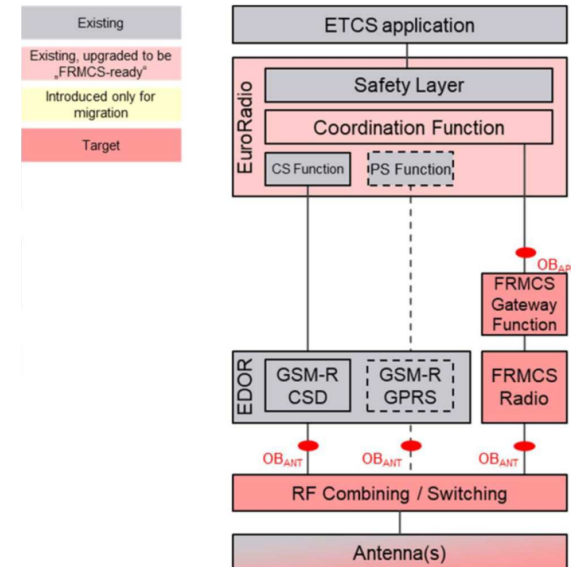 Existing
Existing, upgraded to be
„FRMCS-ready“
Introduced only for
migration
Target
ETCS application
EuroRadio
Safety Layer
Coordination Function
CS Function
PS Function
OBAP
FRMCS
Gateway
Function
EDOR
GSM-R
CSD
GSM-R
GPRS
FRMCS
Radio
OBANT
OBANT
OBANT
RF Combining / Switching
Antenna(s)